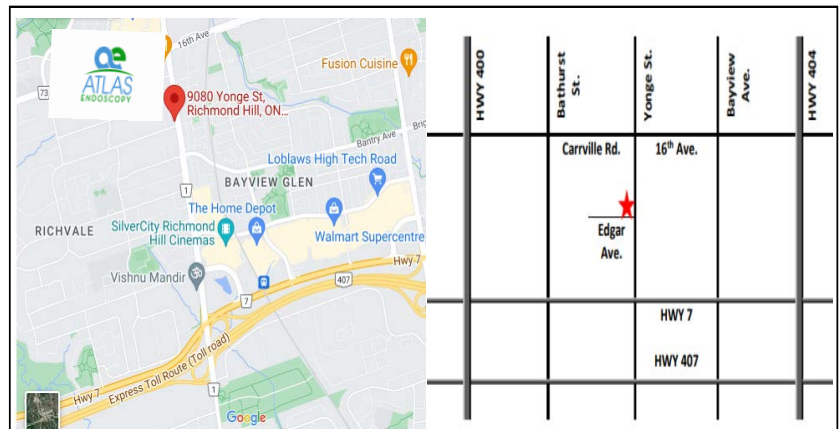 16th Ave
Fusion Cuisine
ae
ATLAS
ENDOSCOPY
73
9080 Yonge St,
Richmond Hill, ON...
Bantry Ave
Loblaws High Tech Road
1
BAYVIEW GLEN
The Home Depot
RICHVALE
SilverCity Richmond
Hill Cinemas
Walmart Supercentre
Vishnu Mandir
Hwy 7
407
7
Express Toll Route (Toll road)
Hwy 7
1
Google
HWY 400
Bathurst
St.
Yonge St.
Bayview
Ave.
HWY 404
Carrville Rd.
16th Ave.
Edgar
Ave.
HWY 7
HWY 407